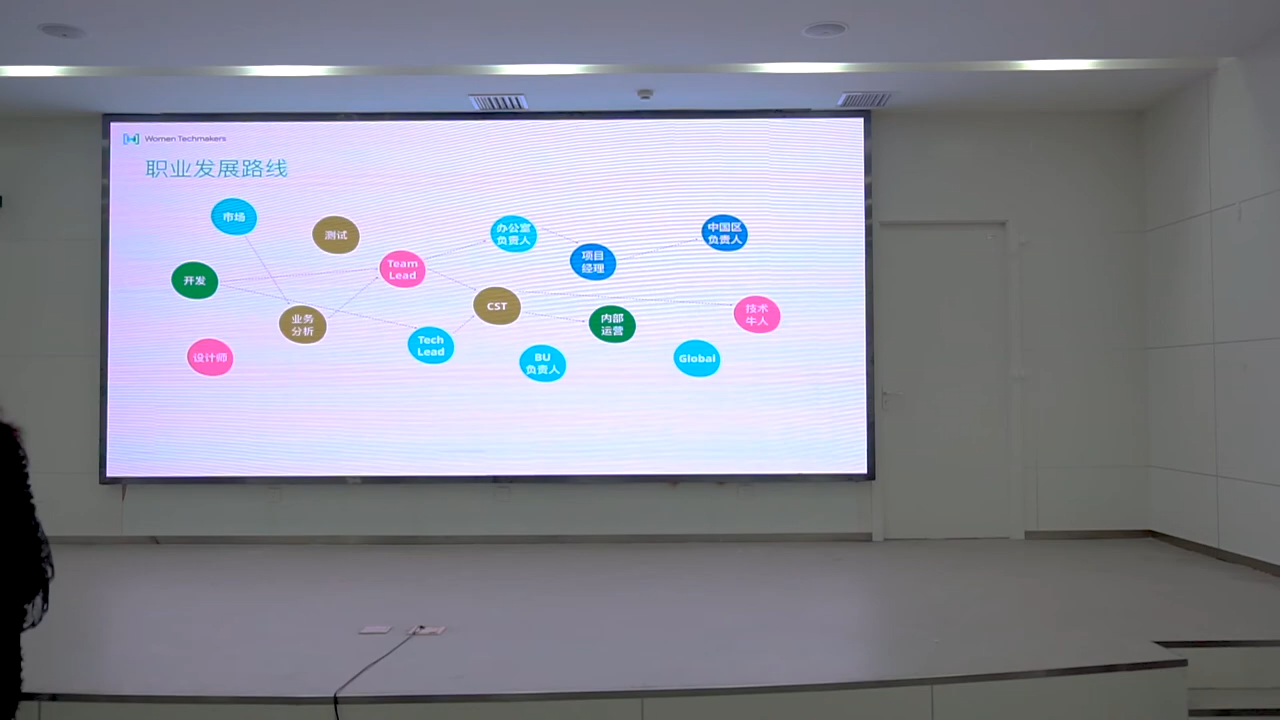 Women Techmakers
职业发展路线
市场
测试
开发
业务
分析
设计师
Team
Lead
Tech
Lead
办公室
负责人
CST
项目
经理
内部
运营
BU
负责人
中国区
负责人
技术
牛人
Global